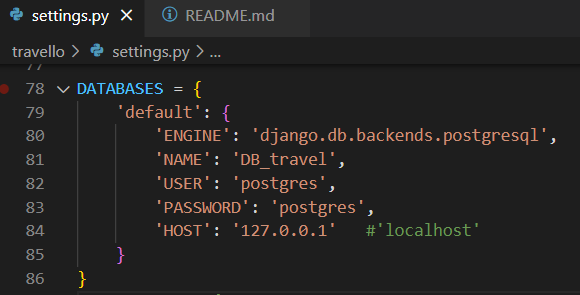 settings.py × README.md
travello > settings.py > ...
77
78 DATABASES = {
79 'default': {
80 'ENGINE': 'django.db.backends.postgresql',
81 'NAME': 'DB_travel',
82 'USER': 'postgres',
83 'PASSWORD': 'postgres',
84 'HOST': '127.0.0.1' #'localhost'
85 }
86 }